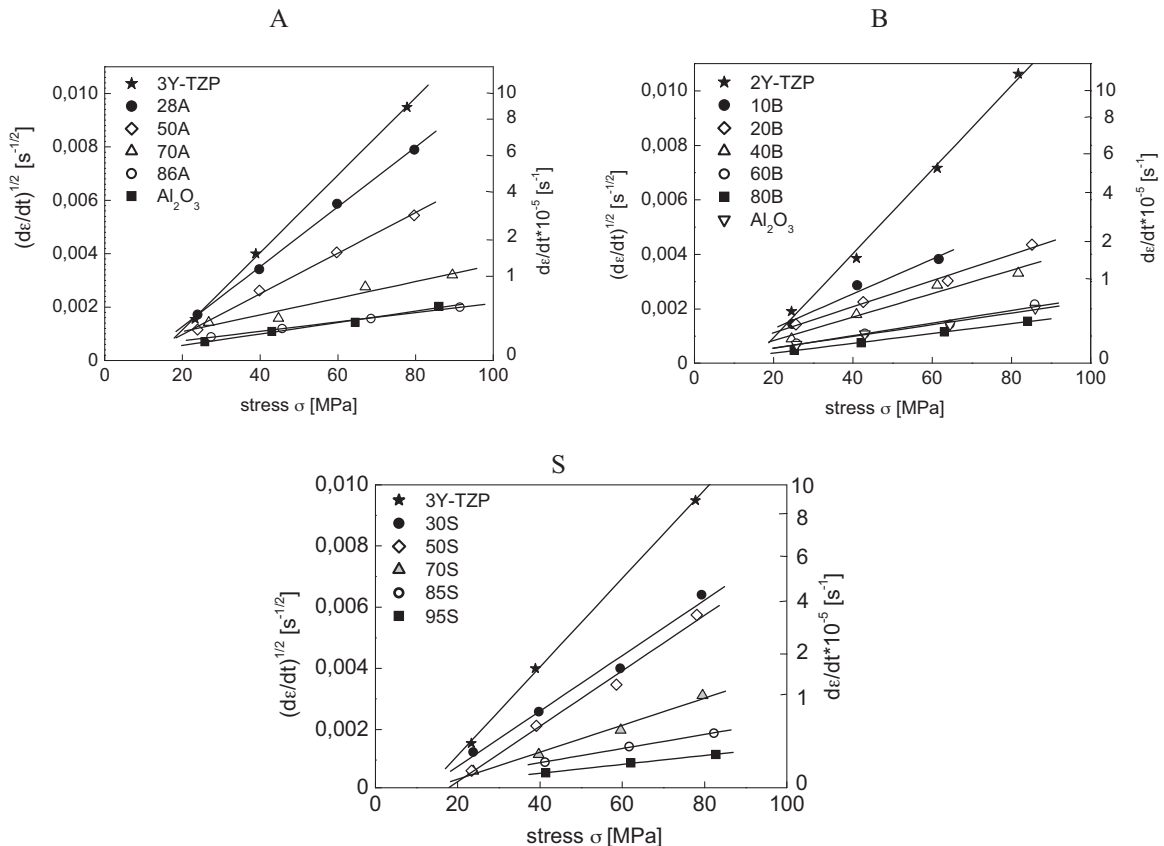 A
3Y-TZP
28A
50A
70A
86A
Al₂O₃
0,010
0,008
0,006
0,004
0,002
0
(dε/dt)^1/2 [s^-1/2]
10
8
6
4
2
1
0
dε/dt*10^-5 [s^-1]
0 20 40 60 80 100
stress σ [MPa]
B
2Y-TZP
10B
20B
40B
60B
80B
Al₂O₃
0,010
0,008
0,006
0,004
0,002
0
(dε/dt)^1/2 [s^-1/2]
10
8
6
4
2
1
0
dε/dt*10^-5 [s^-1]
0 20 40 60 80 100
stress σ [MPa]
S
3Y-TZP
30S
50S
70S
85S
95S
0,010
0,008
0,006
0,004
0,002
0
(dε/dt)^1/2 [s^-1/2]
10
8
6
4
2
1
0
dε/dt*10^-5 [s^-1]
0 20 40 60 80 100
stress σ [MPa]